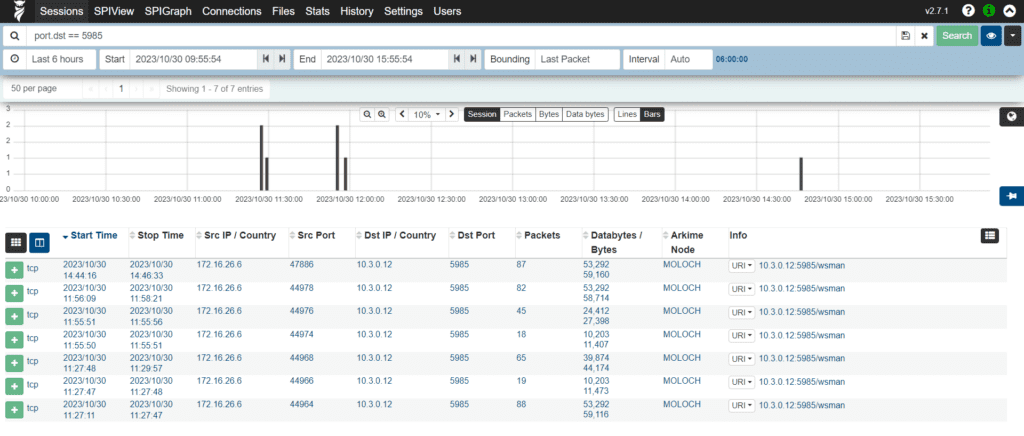 Sessions SPIView SPIGraph Connections Files Stats History Settings Users v2.7.1
port.dst == 5985 Search
Last 6 hours Start 2023/10/30 09:55:54 End 2023/10/30 15:55:54 Bounding Last Packet Interval Auto 06:00:00
50 per page 1 Showing 1 - 7 of 7 entries
10% Session Packets Bytes Data bytes Lines Bars
3
2
2
1
1
0
23/10/30 10:00:00 2023/10/30 10:30:00 2023/10/30 11:00:00 2023/10/30 11:30:00 2023/10/30 12:00:00 2023/10/30 12:30:00 2023/10/30 13:00:00 2023/10/30 13:30:00 2023/10/30 14:00:00 2023/10/30 14:30:00 2023/10/30 15:00:00 2023/10/30 15:30:00
Start Time Stop Time Src IP / Country Src Port Dst IP / Country Dst Port Packets Databytes / Arkime Info
Bytes Node
tcp 2023/10/30 2023/10/30 172.16.26.6 47886 10.3.0.12 5985 87 53,292 MOLOCH URI 10.3.0.12:5985/wsman
14:44:16 14:46:33 59,160
tcp 2023/10/30 2023/10/30 172.16.26.6 44978 10.3.0.12 5985 82 53,292 MOLOCH URI 10.3.0.12:5985/wsman
11:56:09 11:58:21 58,714
tcp 2023/10/30 2023/10/30 172.16.26.6 44976 10.3.0.12 5985 45 24,412 MOLOCH URI 10.3.0.12:5985/wsman
11:55:51 11:55:56 27,398
tcp 2023/10/30 2023/10/30 172.16.26.6 44974 10.3.0.12 5985 18 10,203 MOLOCH URI 10.3.0.12:5985/wsman
11:55:50 11:55:51 11,407
tcp 2023/10/30 2023/10/30 172.16.26.6 44968 10.3.0.12 5985 65 39,874 MOLOCH URI 10.3.0.12:5985/wsman
11:27:48 11:29:57 44,174
tcp 2023/10/30 2023/10/30 172.16.26.6 44966 10.3.0.12 5985 19 10,203 MOLOCH URI 10.3.0.12:5985/wsman
11:27:47 11:27:48 11,473
tcp 2023/10/30 2023/10/30 172.16.26.6 44964 10.3.0.12 5985 88 53,292 MOLOCH URI 10.3.0.12:5985/wsman
11:27:11 11:27:47 59,116